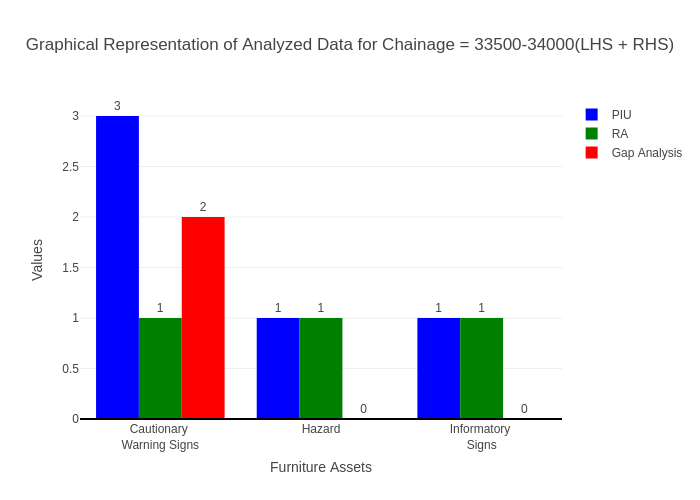 Graphical Representation of Analyzed Data for Chainage = 33500-34000(LHS + RHS)
PIU
RA
Gap Analysis
Values
3
2.5
2
1.5
1
0.5
0
3
1
2
1
1
0
1
1
0
Cautionary
Warning Signs
Hazard
Informatory
Signs
Furniture Assets